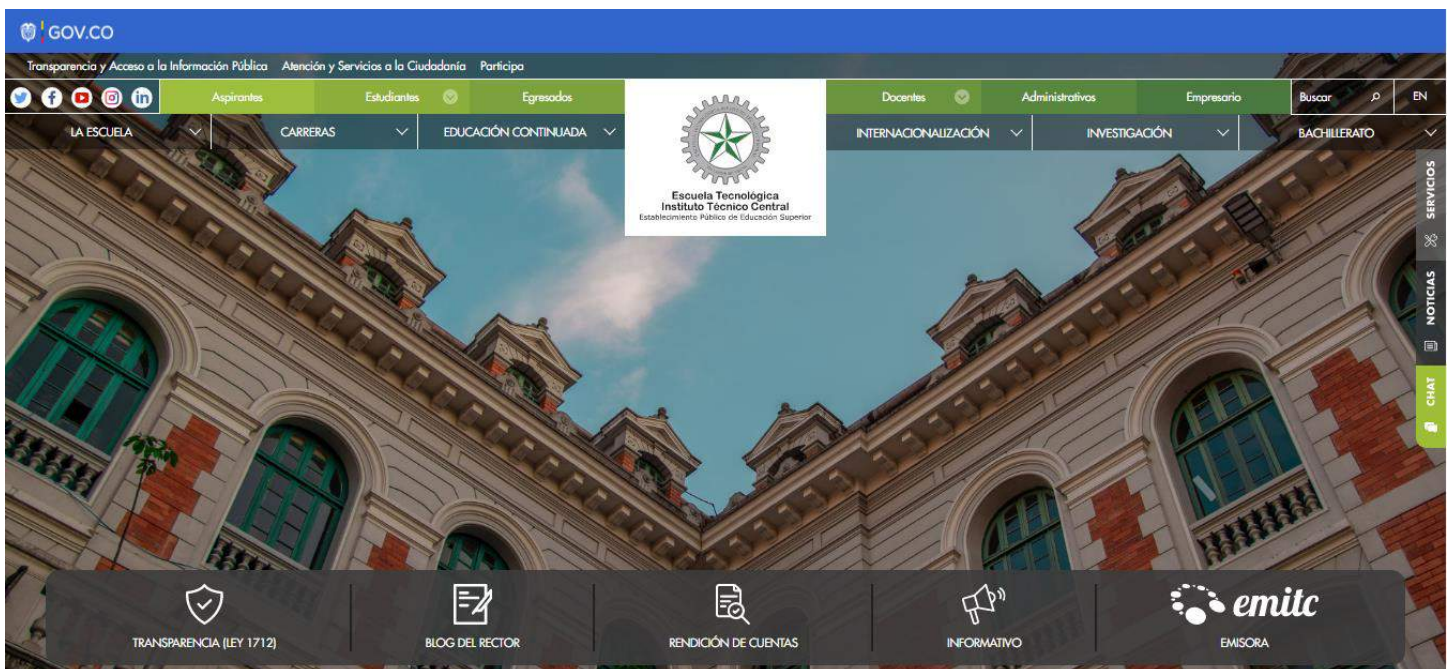 GOV.CO
Transparencia y Acceso a la Información Pública Atención y Servicios a la Ciudadanía Participa
Aspirantes Estudiantes Egresados Docentes Administrativos Empresario Buscar EN
LA ESCUELA CARRERAS EDUCACIÓN CONTINUADA INTERNACIONALIZACIÓN INVESTIGACIÓN BACHILLERATO
Escuela Tecnológica
Instituto Técnico Central
Establecimiento Público de Educación Superior
SERVICIOS
NOTICIAS
CHAT
emitc
TRANSPARENCIA (LEY 1712) BLOG DEL RECTOR RENDICIÓN DE CUENTAS INFORMATIVO EMISORA